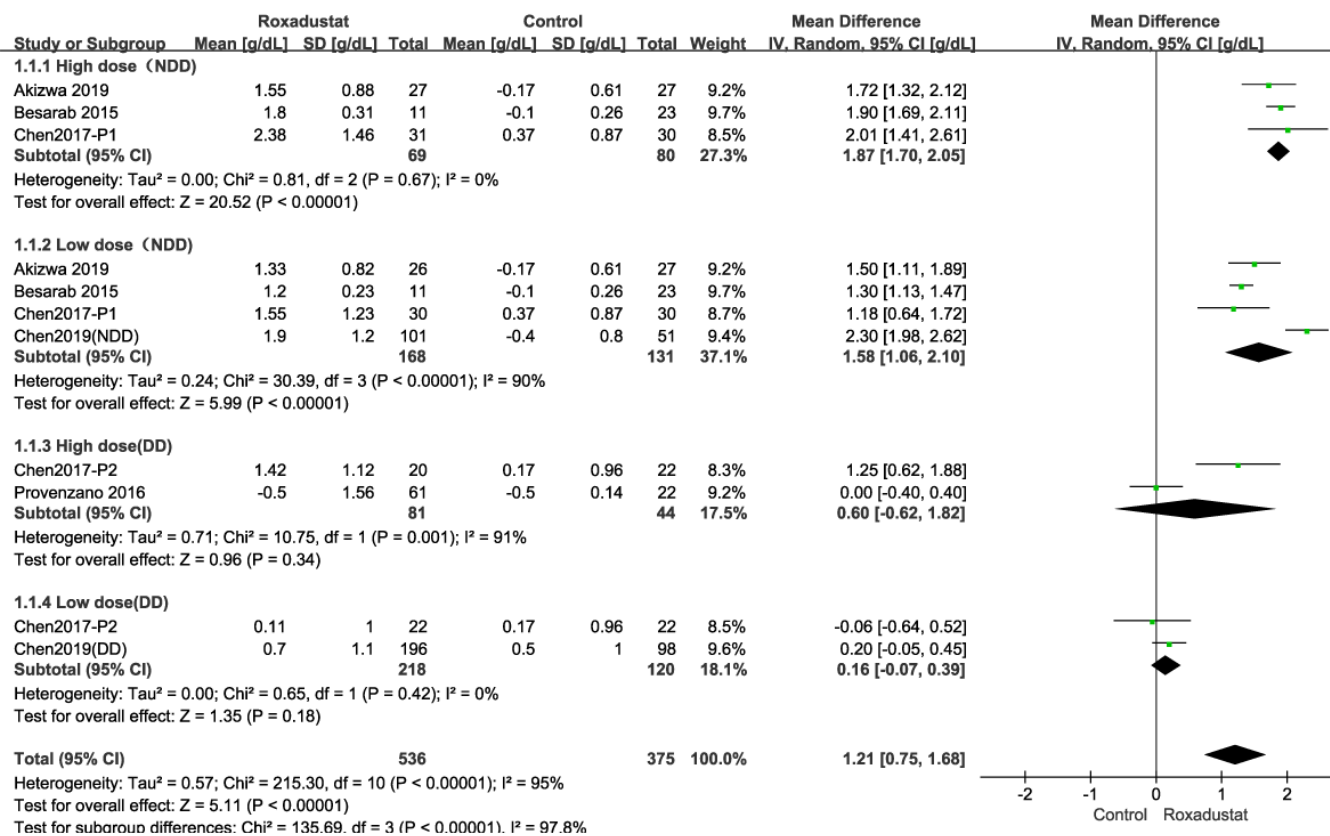 Roxadustat Control Mean Difference Mean Difference
Study or Subgroup Mean [g/dL] SD [g/dL] Total Mean [g/dL] SD [g/dL] Total Weight IV, Random, 95% CI [g/dL] IV, Random, 95% CI [g/dL]
1.1.1 High dose（NDD)
Akizwa 2019 1.55 0.88 27 -0.17 0.61 27 9.2% 1.72 [1.32, 2.12]
Besarab 2015 1.8 0.31 11 -0.1 0.26 23 9.7% 1.90 [1.69, 2.11]
Chen2017-P1 2.38 1.46 31 0.37 0.87 30 8.5% 2.01 [1.41, 2.61]
Subtotal (95% CI) 69 80 27.3% 1.87 [1.70, 2.05]
Heterogeneity: Tau² = 0.00; Chi² = 0.81, df = 2 (P = 0.67); I² = 0%
Test for overall effect: Z = 20.52 (P < 0.00001)
1.1.2 Low dose（NDD)
Akizwa 2019 1.33 0.82 26 -0.17 0.61 27 9.2% 1.50 [1.11, 1.89]
Besarab 2015 1.2 0.23 11 -0.1 0.26 23 9.7% 1.30 [1.13, 1.47]
Chen2017-P1 1.55 1.23 30 0.37 0.87 30 8.7% 1.18 [0.64, 1.72]
Chen2019(NDD) 1.9 1.2 101 -0.4 0.8 51 9.4% 2.30 [1.98, 2.62]
Subtotal (95% CI) 168 131 37.1% 1.58 [1.06, 2.10]
Heterogeneity: Tau² = 0.24; Chi² = 30.39, df = 3 (P < 0.00001); I² = 90%
Test for overall effect: Z = 5.99 (P < 0.00001)
1.1.3 High dose(DD)
Chen2017-P2 1.42 1.12 20 0.17 0.96 22 8.3% 1.25 [0.62, 1.88]
Provenzano 2016 -0.5 1.56 61 -0.5 0.14 22 9.2% 0.00 [-0.40, 0.40]
Subtotal (95% CI) 81 44 17.5% 0.60 [-0.62, 1.82]
Heterogeneity: Tau² = 0.71; Chi² = 10.75, df = 1 (P = 0.001); I² = 91%
Test for overall effect: Z = 0.96 (P = 0.34)
1.1.4 Low dose(DD)
Chen2017-P2 0.11 1 22 0.17 0.96 22 8.5% -0.06 [-0.64, 0.52]
Chen2019(DD) 0.7 1.1 196 0.5 1 98 9.6% 0.20 [-0.05, 0.45]
Subtotal (95% CI) 218 120 18.1% 0.16 [-0.07, 0.39]
Heterogeneity: Tau² = 0.00; Chi² = 0.65, df = 1 (P = 0.42); I² = 0%
Test for overall effect: Z = 1.35 (P = 0.18)
Total (95% CI) 536 375 100.0% 1.21 [0.75, 1.68]
Heterogeneity: Tau² = 0.57; Chi² = 215.30, df = 10 (P < 0.00001); I² = 95%
Test for overall effect: Z = 5.11 (P < 0.00001)
Test for subgroup differences: Chi² = 135.69, df = 3 (P < 0.00001), I² = 97.8%
-2 -1 0 1 2
Control Roxadustat